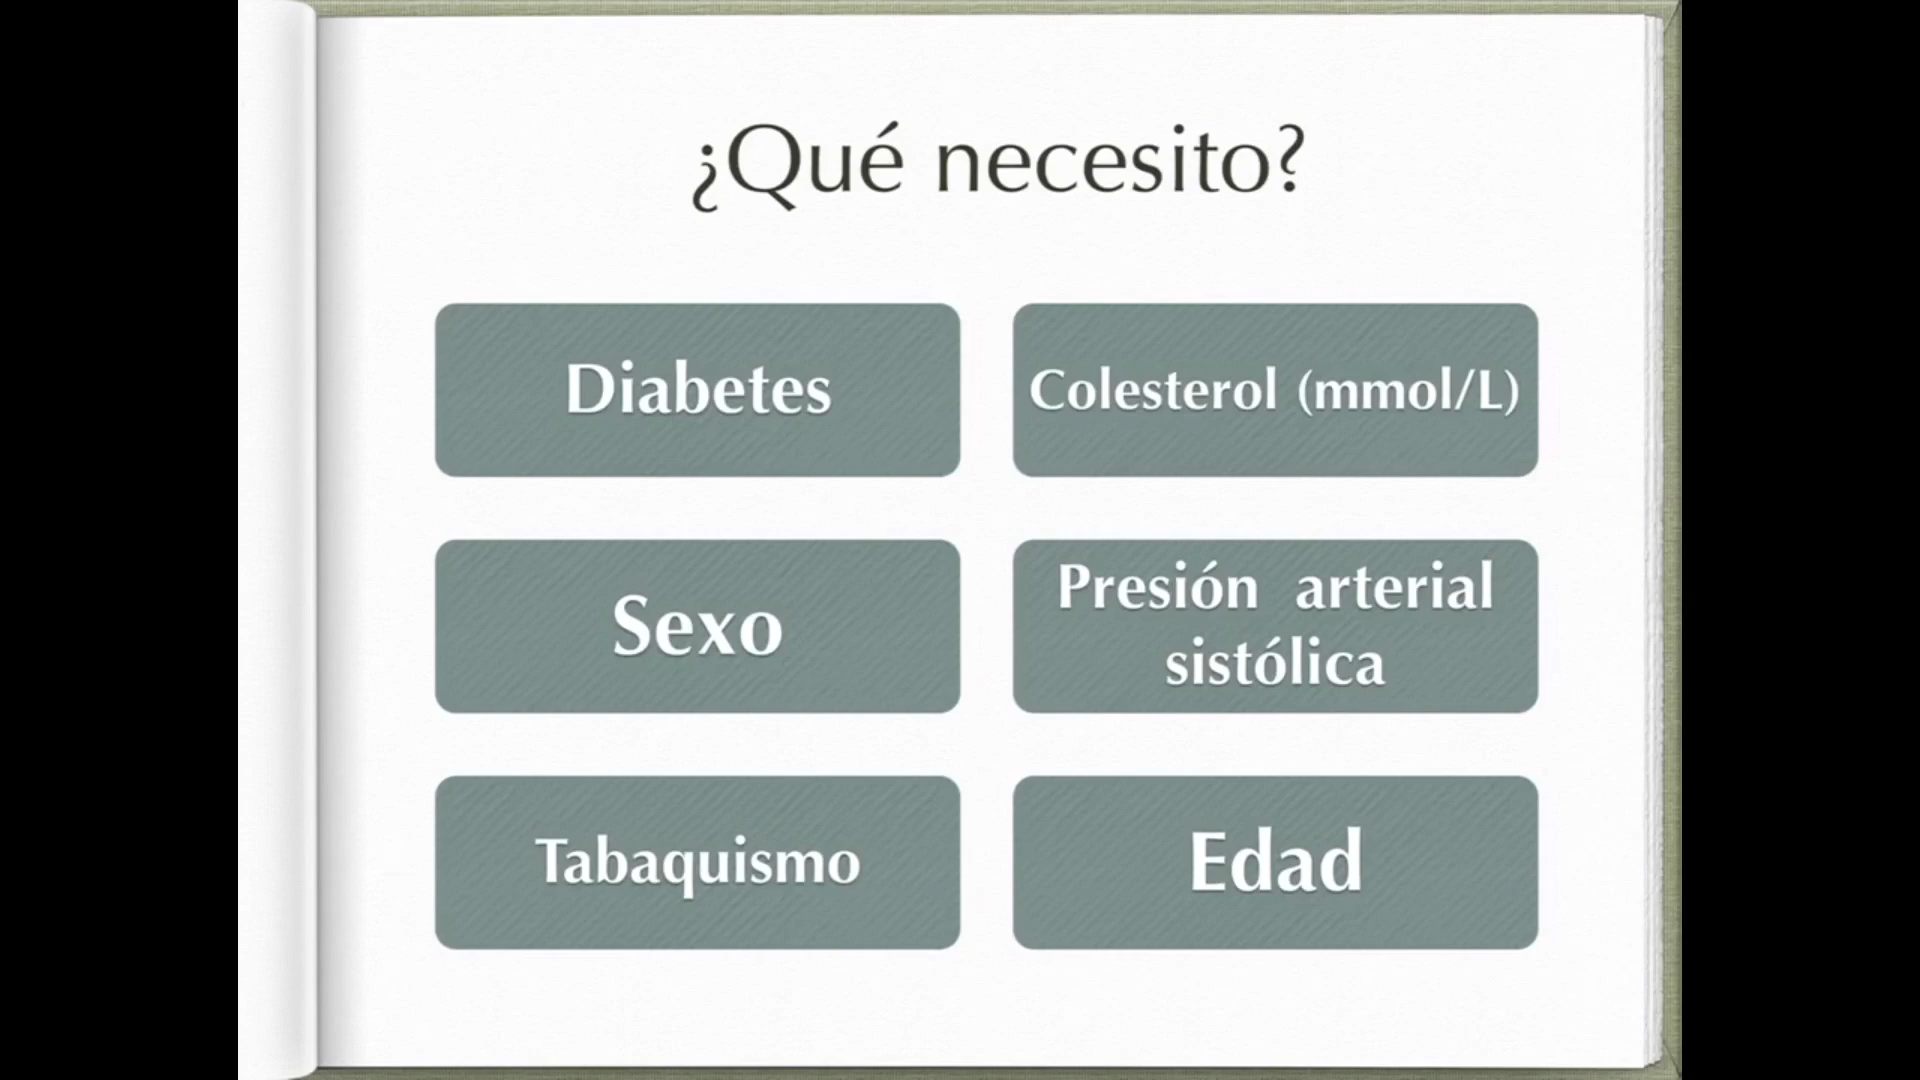 ¿Qué necesito?
Diabetes
Colesterol (mmol/L)
Sexo
Presión arterial
sistólica
Tabaquismo
Edad